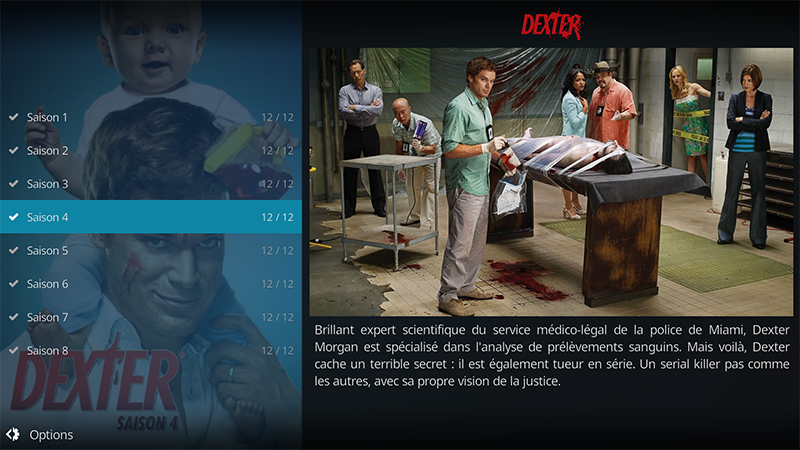 DEXTER
Saison 1 12 / 12
Saison 2 12 / 12
Saison 3 12 / 12
Saison 4 12 / 12
Saison 5 12 / 12
Saison 6 12 / 12
Saison 7 12 / 12
Saison 8 12 / 12
DEXTER
SAISON 4
Options
Brillant expert scientifique du service médico-légal de la police de Miami, Dexter
Morgan est spécialisé dans l'analyse de prélèvements sanguins. Mais voilà, Dexter
cache un terrible secret : il est également tueur en série. Un serial killer pas comme
les autres, avec sa propre vision de la justice.